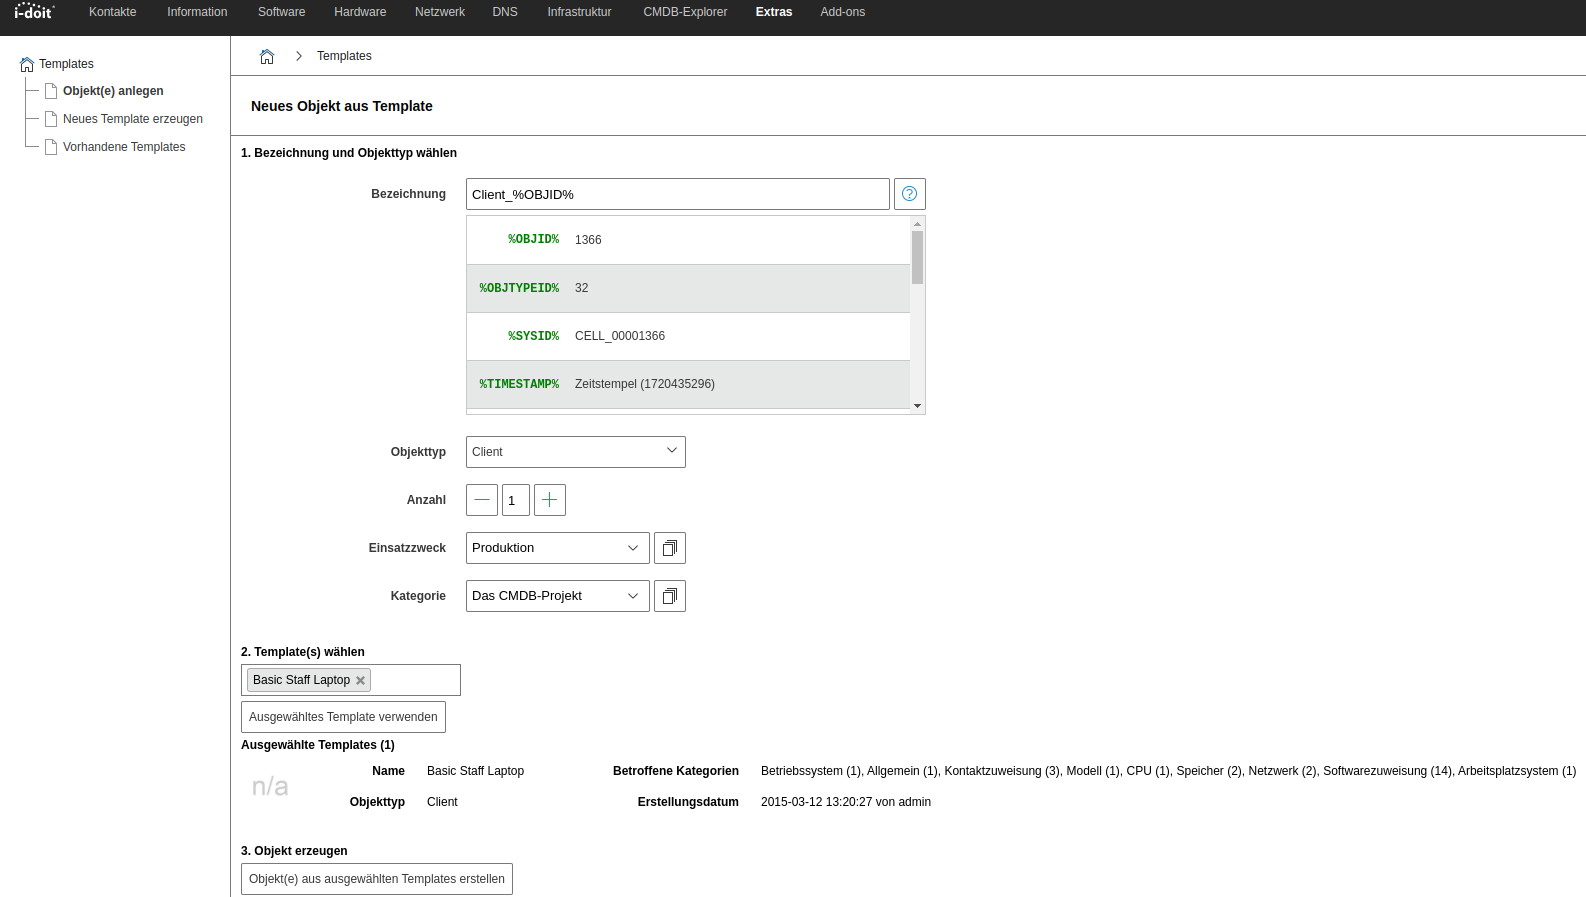 i-doit Kontakte Information Software Hardware Netzwerk DNS Infrastruktur CMDB-Explorer Extras Add-ons
Templates
Objekt(e) anlegen
Neues Template erzeugen
Vorhandene Templates
Templates
Neues Objekt aus Template
1. Bezeichnung und Objekttyp wählen
Bezeichnung Client_%OBJID%
%OBJID% 1366
%OBJTYPEID% 32
%SYSID% CELL_00001366
%TIMESTAMP% Zeitstempel (1720435296)
Objekttyp Client
Anzahl 1
Einsatzzweck Produktion
Kategorie Das CMDB-Projekt
2. Template(s) wählen
Basic Staff Laptop
Ausgewähltes Template verwenden
Ausgewählte Templates (1)
n/a
Name Basic Staff Laptop Betroffene Kategorien Betriebssystem (1), Allgemein (1), Kontaktzuweisung (3), Modell (1), CPU (1), Speicher (2), Netzwerk (2), Softwarezuweisung (14), Arbeitsplatzsystem (1)
Objekttyp Client Erstellungsdatum 2015-03-12 13:20:27 von admin
3. Objekt erzeugen
Objekt(e) aus ausgewählten Templates erstellen